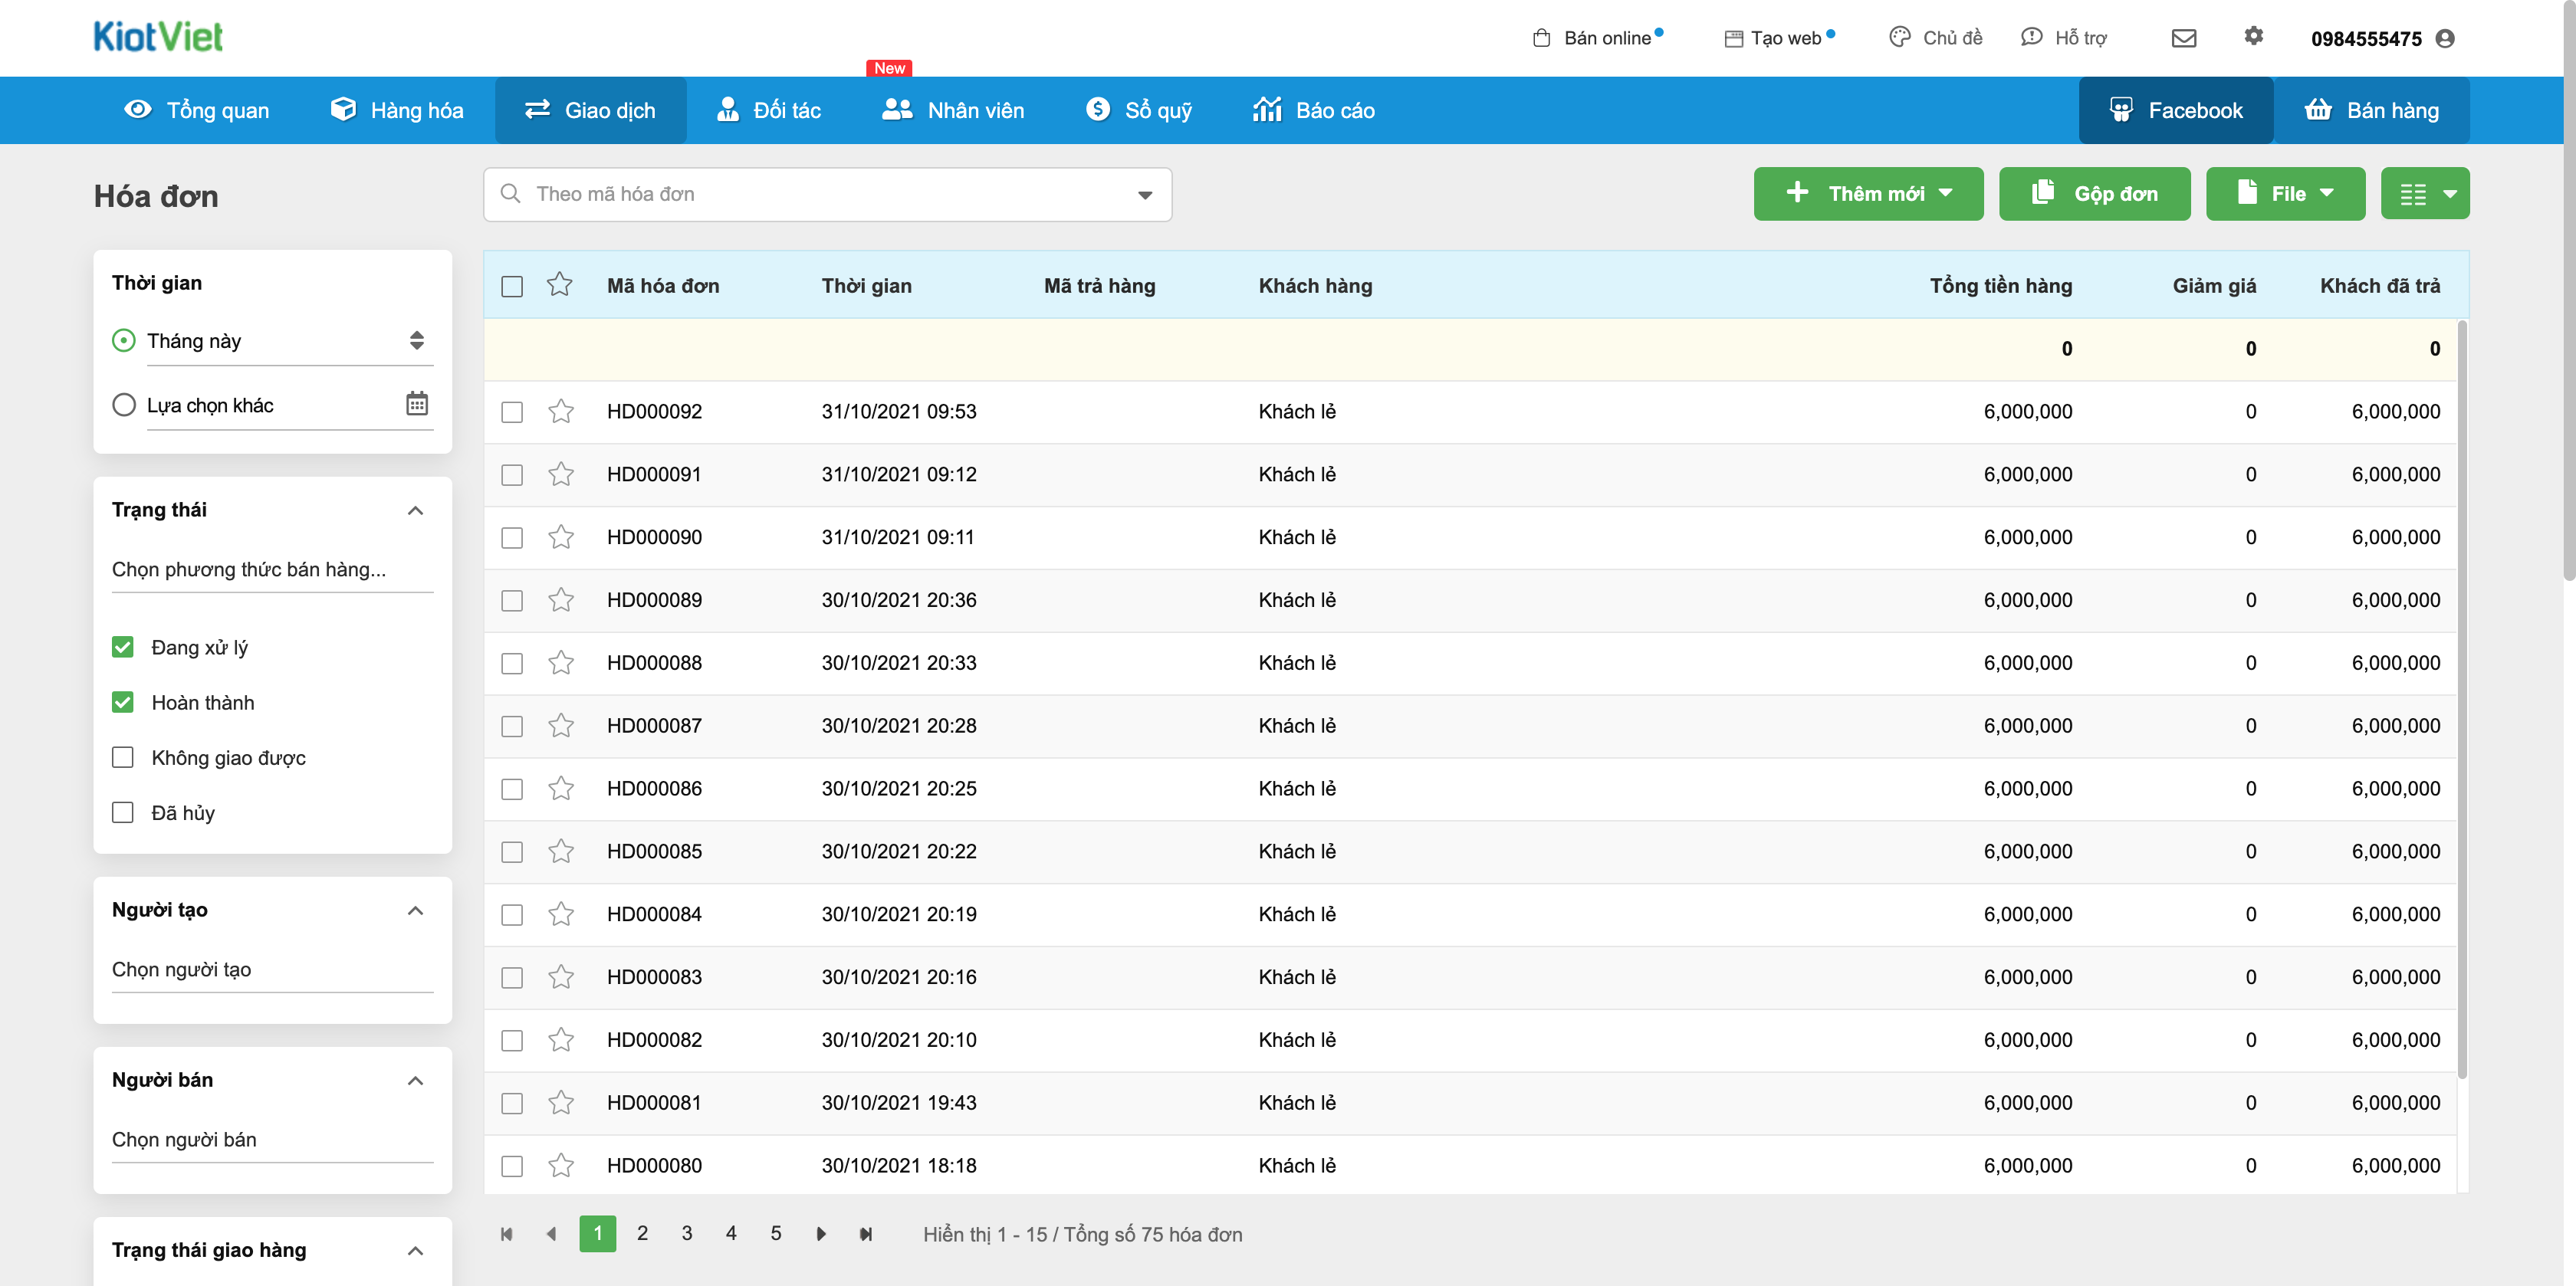 KiotViet
Bán online
Tạo web
Chủ đề
Hỗ trợ
0984555475
New
Tổng quan
Hàng hóa
Giao dịch
Đối tác
Nhân viên
Sổ quỹ
Báo cáo
Facebook
Bán hàng
Hóa đơn
Theo mã hóa đơn
Thêm mới
Gộp đơn
File
Thời gian
Tháng này
Lựa chọn khác
Trạng thái
Chọn phương thức bán hàng...
Đang xử lý
Hoàn thành
Không giao được
Đã hủy
Người tạo
Chọn người tạo
Người bán
Chọn người bán
Trạng thái giao hàng
Mã hóa đơn Thời gian Mã trả hàng Khách hàng Tổng tiền hàng Giảm giá Khách đã trả
0 0 0
HD000092 31/10/2021 09:53 Khách lẻ 6,000,000 0 6,000,000
HD000091 31/10/2021 09:12 Khách lẻ 6,000,000 0 6,000,000
HD000090 31/10/2021 09:11 Khách lẻ 6,000,000 0 6,000,000
HD000089 30/10/2021 20:36 Khách lẻ 6,000,000 0 6,000,000
HD000088 30/10/2021 20:33 Khách lẻ 6,000,000 0 6,000,000
HD000087 30/10/2021 20:28 Khách lẻ 6,000,000 0 6,000,000
HD000086 30/10/2021 20:25 Khách lẻ 6,000,000 0 6,000,000
HD000085 30/10/2021 20:22 Khách lẻ 6,000,000 0 6,000,000
HD000084 30/10/2021 20:19 Khách lẻ 6,000,000 0 6,000,000
HD000083 30/10/2021 20:16 Khách lẻ 6,000,000 0 6,000,000
HD000082 30/10/2021 20:10 Khách lẻ 6,000,000 0 6,000,000
HD000081 30/10/2021 19:43 Khách lẻ 6,000,000 0 6,000,000
HD000080 30/10/2021 18:18 Khách lẻ 6,000,000 0 6,000,000
1 2 3 4 5 Hiển thị 1 - 15 / Tổng số 75 hóa đơn